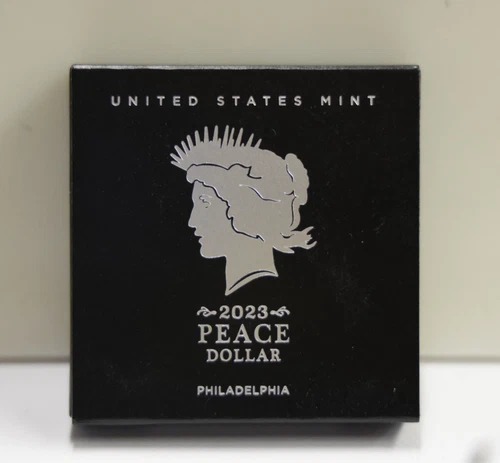 UNITED STATES MINT
2023
PEACE
DOLLAR
PHILADELPHIA